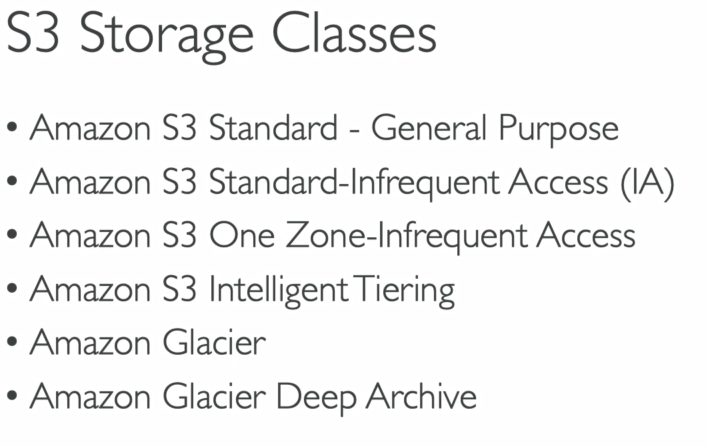 S3 Storage Classes
• Amazon S3 Standard - General Purpose
• Amazon S3 Standard-Infrequent Access (IA)
• Amazon S3 One Zone-Infrequent Access
• Amazon S3 Intelligent Tiering
• Amazon Glacier
• Amazon Glacier Deep Archive